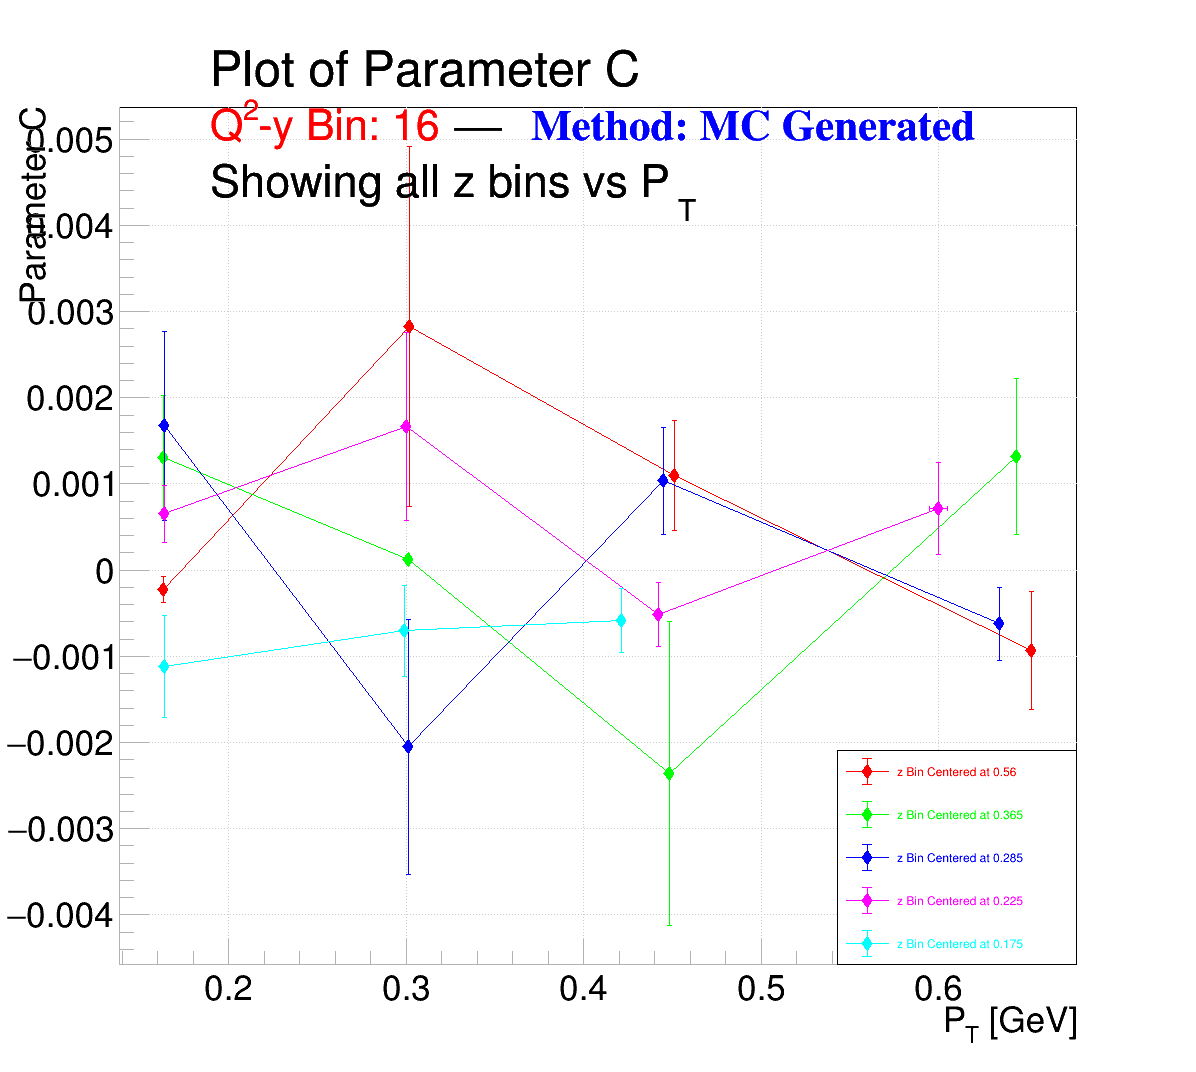 Plot of Parameter C
Q²-y Bin: 16 — Method: MC Generated
Showing all z bins vs P_T
Parameter C
0.005
0.004
0.003
0.002
0.001
0
−0.001
−0.002
−0.003
−0.004
z Bin Centered at 0.56
z Bin Centered at 0.365
z Bin Centered at 0.285
z Bin Centered at 0.225
z Bin Centered at 0.175
0.2 0.3 0.4 0.5 0.6
P_T [GeV]